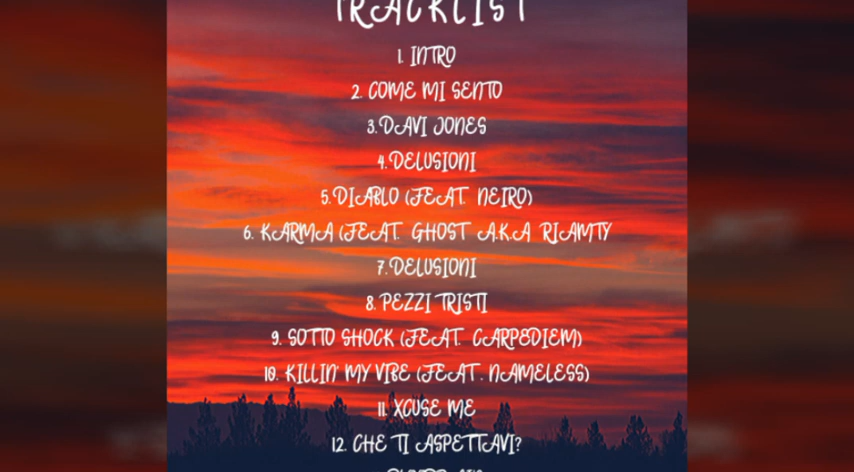 TRACKLIST
1. INTRO
2. COME MI SENTO
3. DAVI JONES
4. DELUSIONI
5. DIABLO (FEAT. NEIRO)
6. KARMA (FEAT. GHOST A.K.A RIAMTY
7. DELUSIONI
8. PEZZI TRISTI
9. SOTTO SHOCK (FEAT. CARPEDIEM)
10. KILLIN' MY VIBE (FEAT. NAMELESS)
11. XCUSE ME
12. CHE TI ASPETTAVI?